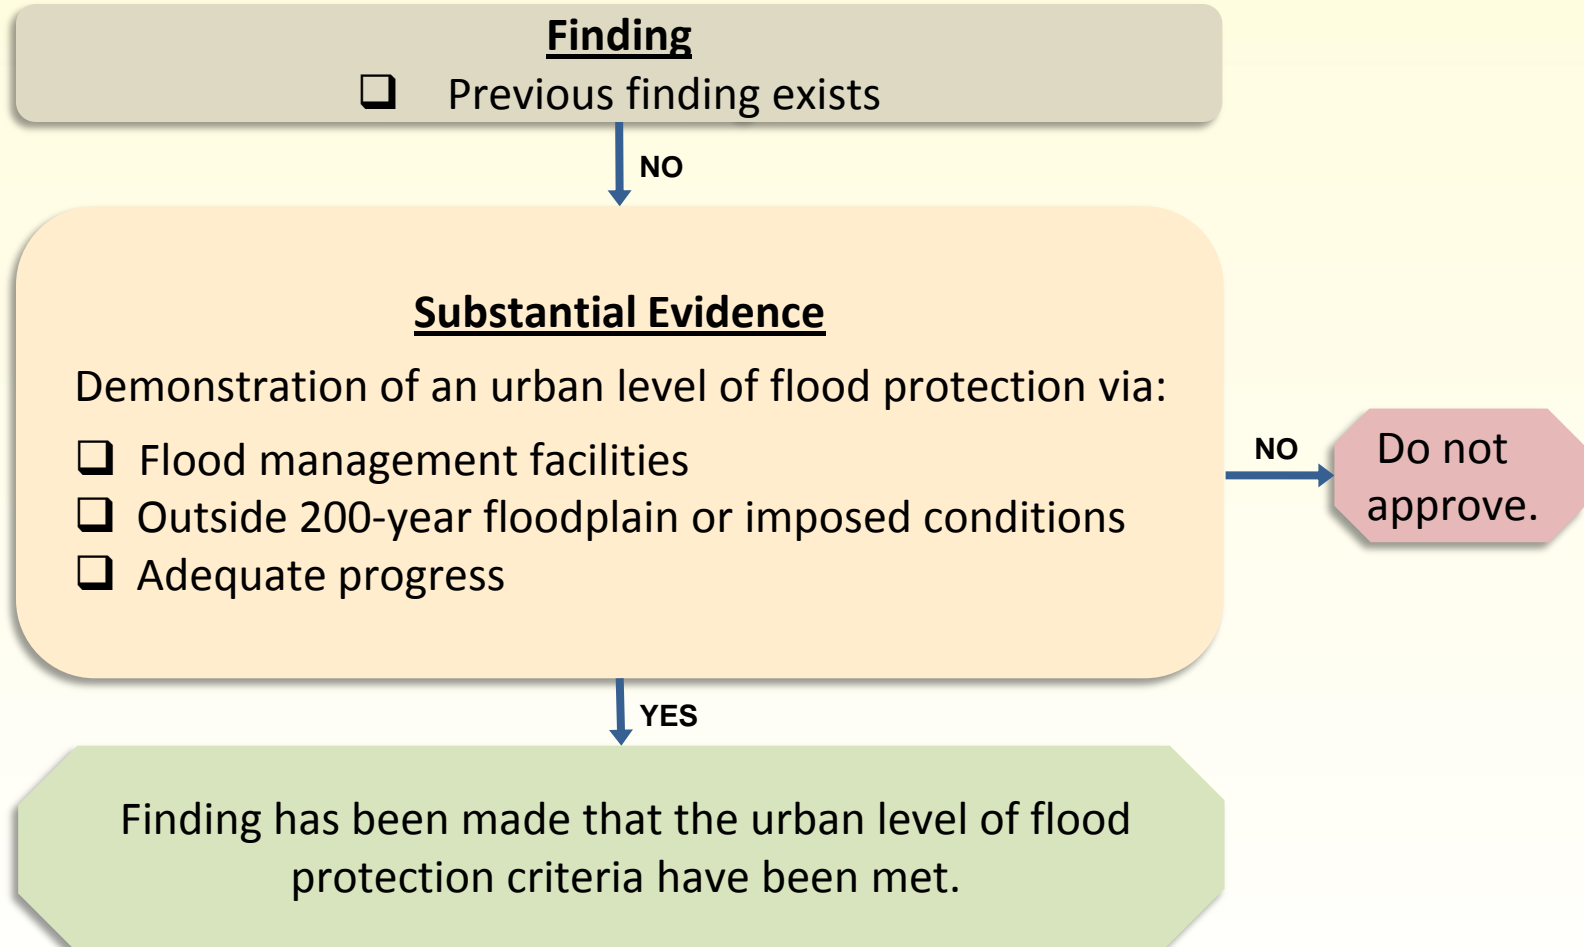 Finding
❑ Previous finding exists
NO
Substantial Evidence
Demonstration of an urban level of flood protection via:
❑ Flood management facilities
❑ Outside 200-year floodplain or imposed conditions
❑ Adequate progress
NO
Do not
approve.
YES
Finding has been made that the urban level of flood
protection criteria have been met.